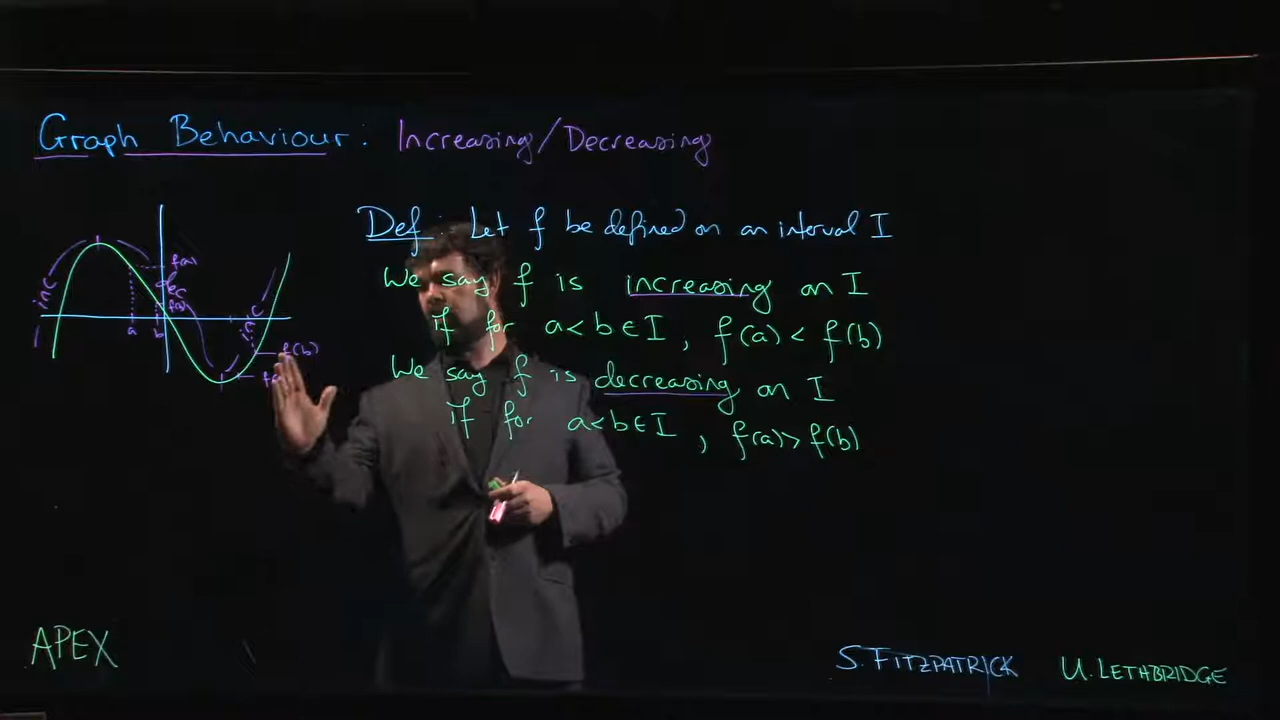 Graph Behaviour: Increasing/Decreasing
Def: Let f be defined on an interval I
We say f is increasing on I
if for a<b∈I, f(a) < f(b)
We say f is decreasing on I
if for a<b∈I, f(a)> f(b)
inc
dec
f(a)
a
b
f(b)
APEX
S. FITZPATRICK
U. LETHBRIDGE